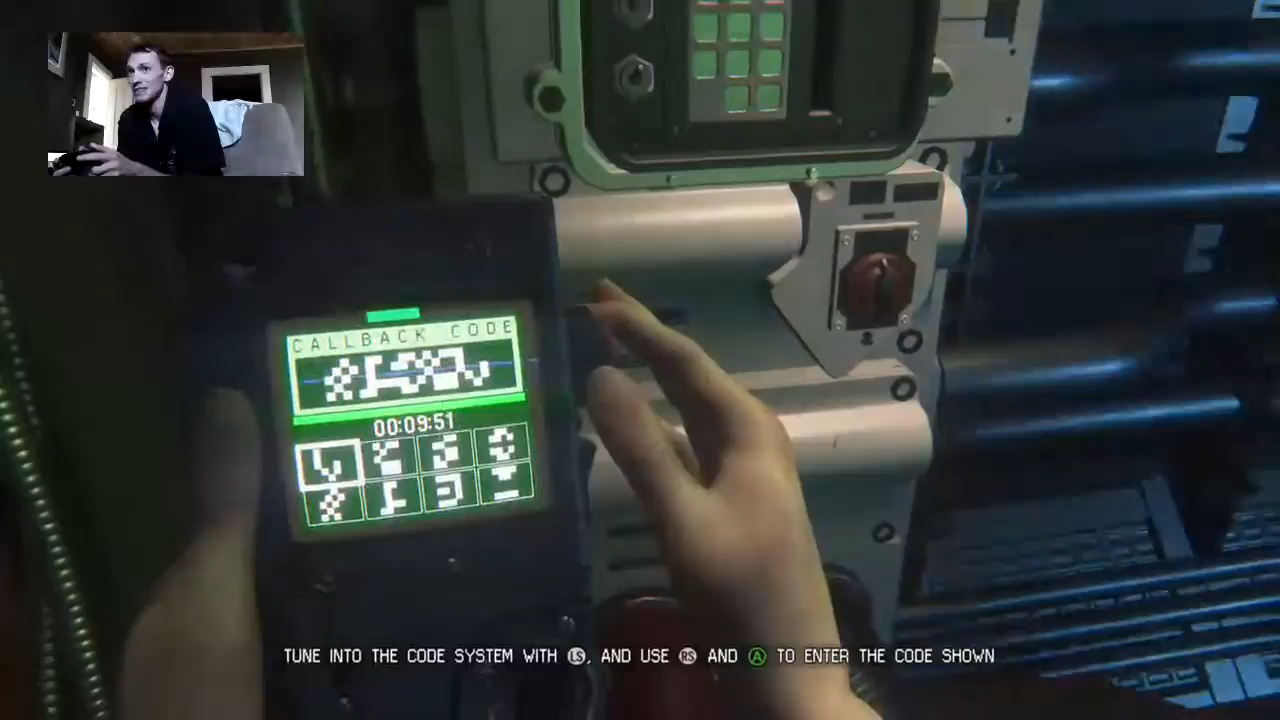 CALLBACK CODE
00:09:51
TUNE INTO THE CODE SYSTEM WITH LS, AND USE RS AND A TO ENTER THE CODE SHOWN